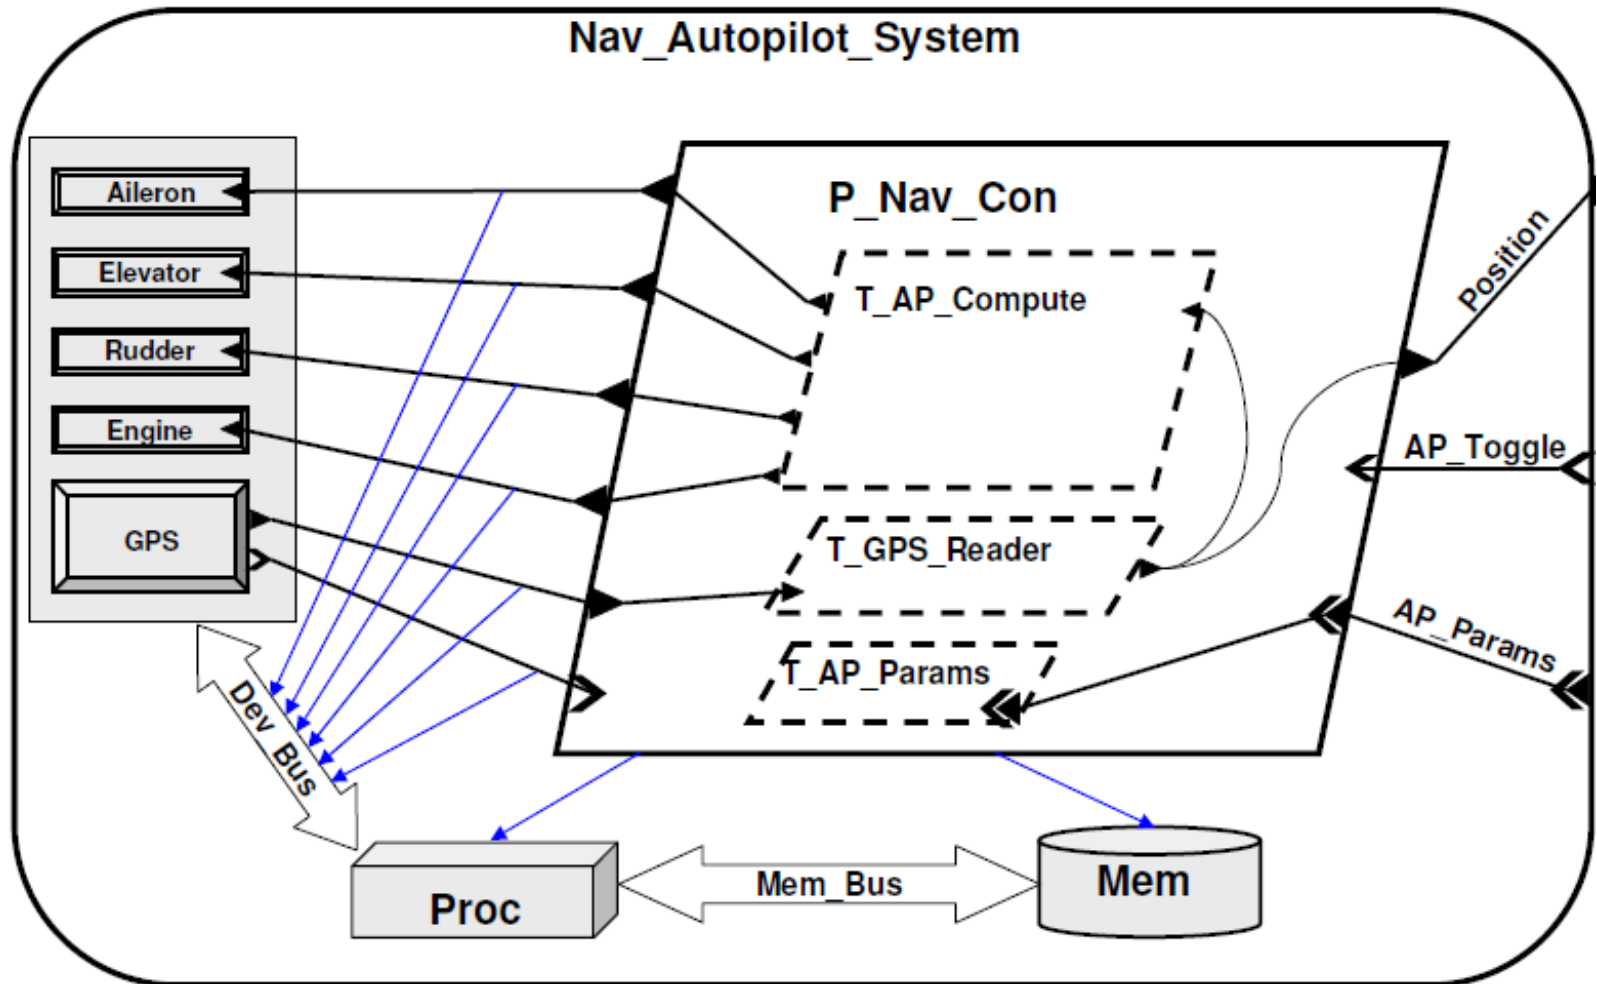 Nav_Autopilot_System
Aileron
Elevator
Rudder
Engine
GPS
P_Nav_Con
T_AP_Compute
T_GPS_Reader
T_AP_Params
Position
AP_Toggle
AP_Params
Dev_Bus
Proc
Mem_Bus
Mem